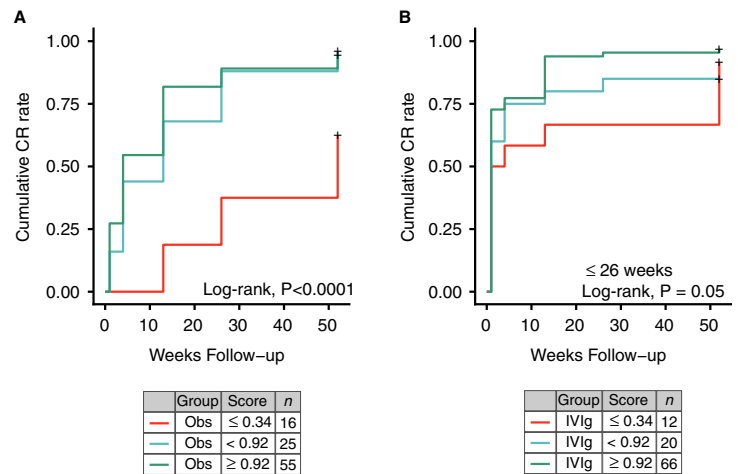 A
B
1.00
0.75
0.50
0.25
0.00
Cumulative CR rate
Log-rank, P<0.0001
0 10 20 30 40 50
Weeks Follow-up
1.00
0.75
0.50
0.25
0.00
Cumulative CR rate
≤ 26 weeks
Log-rank, P = 0.05
0 10 20 30 40 50
Weeks Follow-up
Group Score n
Obs ≤ 0.34 16
Obs < 0.92 25
Obs ≥ 0.92 55
Group Score n
IVIg ≤ 0.34 12
IVIg < 0.92 20
IVIg ≥ 0.92 66